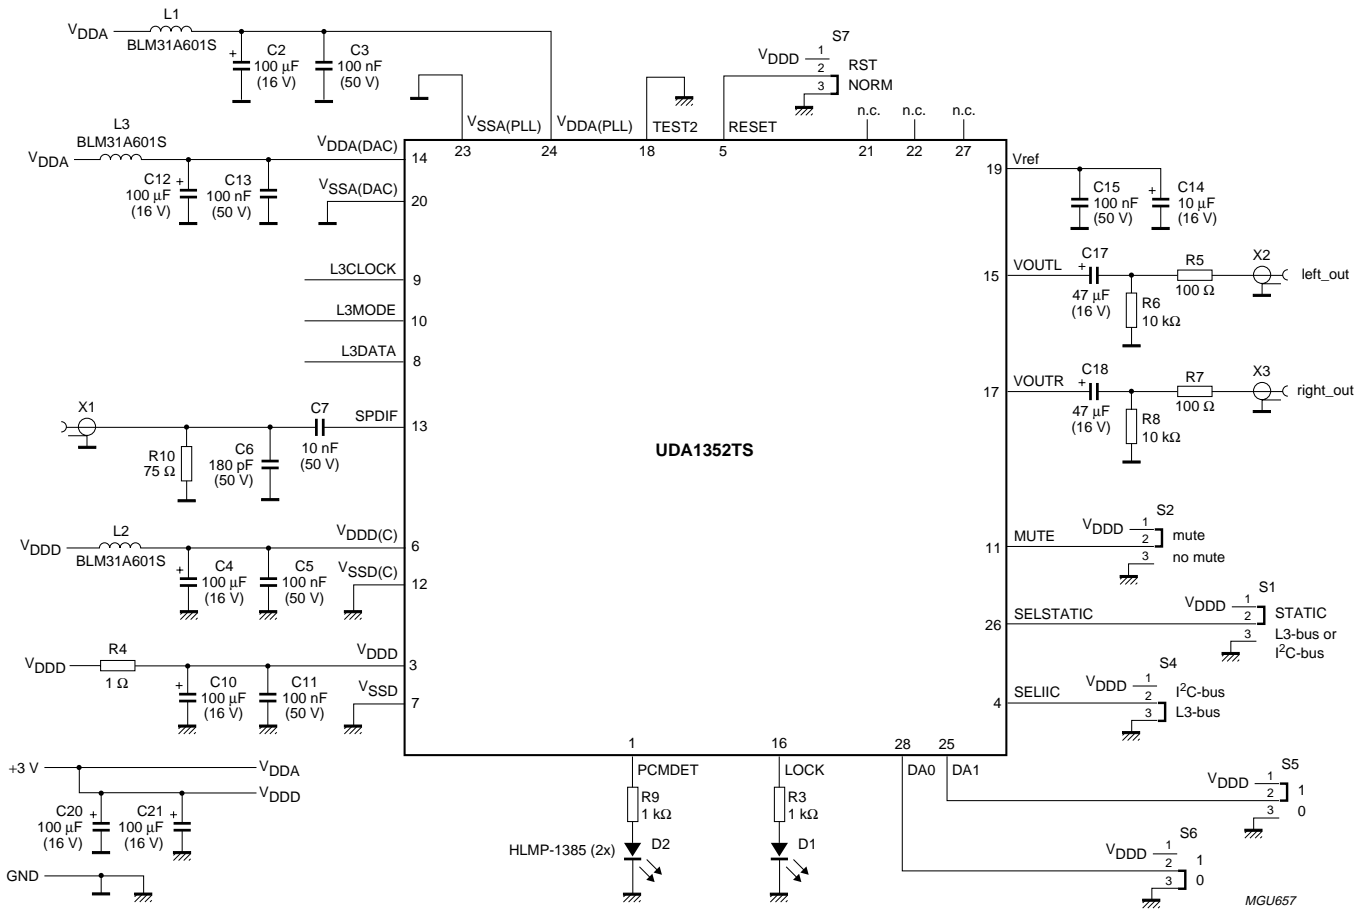 L1
VDDA
BLM31A601S
C2
100 µF
(16 V)
+
C3
100 nF
(50 V)
S7
VDDD
1
2
3
RST
NORM
VSSA(PLL)
23
VDDA(PLL)
24
TEST2
18
RESET
5
n.c.
21
n.c.
22
n.c.
27
L3
BLM31A601S
VDDA
C12
100 µF
(16 V)
+
C13
100 nF
(50 V)
VDDA(DAC)
14
VSSA(DAC)
20
19
Vref
C15
100 nF
(50 V)
+
C14
10 µF
(16 V)
L3CLOCK
9
L3MODE
10
L3DATA
8
15
VOUTL
C17
+
47 µF
(16 V)
R6
10 kΩ
R5
100 Ω
X2
left_out
17
VOUTR
C18
+
47 µF
(16 V)
R8
10 kΩ
R7
100 Ω
X3
right_out
X1
R10
75 Ω
C6
180 pF
(50 V)
C7
10 nF
(50 V)
SPDIF
13
UDA1352TS
L2
VDDD
BLM31A601S
+
C4
100 µF
(16 V)
C5
100 nF
(50 V)
VDDD(C)
6
VSSD(C)
12
11
MUTE
S2
VDDD
1
2
3
mute
no mute
26
SELSTATIC
S1
VDDD
1
2
3
STATIC
L3-bus or
I²C-bus
R4
VDDD
1 Ω
+
C10
100 µF
(16 V)
C11
100 nF
(50 V)
VDDD
3
VSSD
7
4
SELIIC
S4
VDDD
1
2
3
I²C-bus
L3-bus
+3 V
VDDA
VDDD
C20
100 µF
(16 V)
+
C21
100 µF
(16 V)
+
GND
1
PCMDET
R9
1 kΩ
HLMP-1385 (2x)
D2
16
LOCK
R3
1 kΩ
D1
28
DA0
25
DA1
S5
VDDD
1
2
3
1
0
S6
VDDD
1
2
3
1
0
MGU657